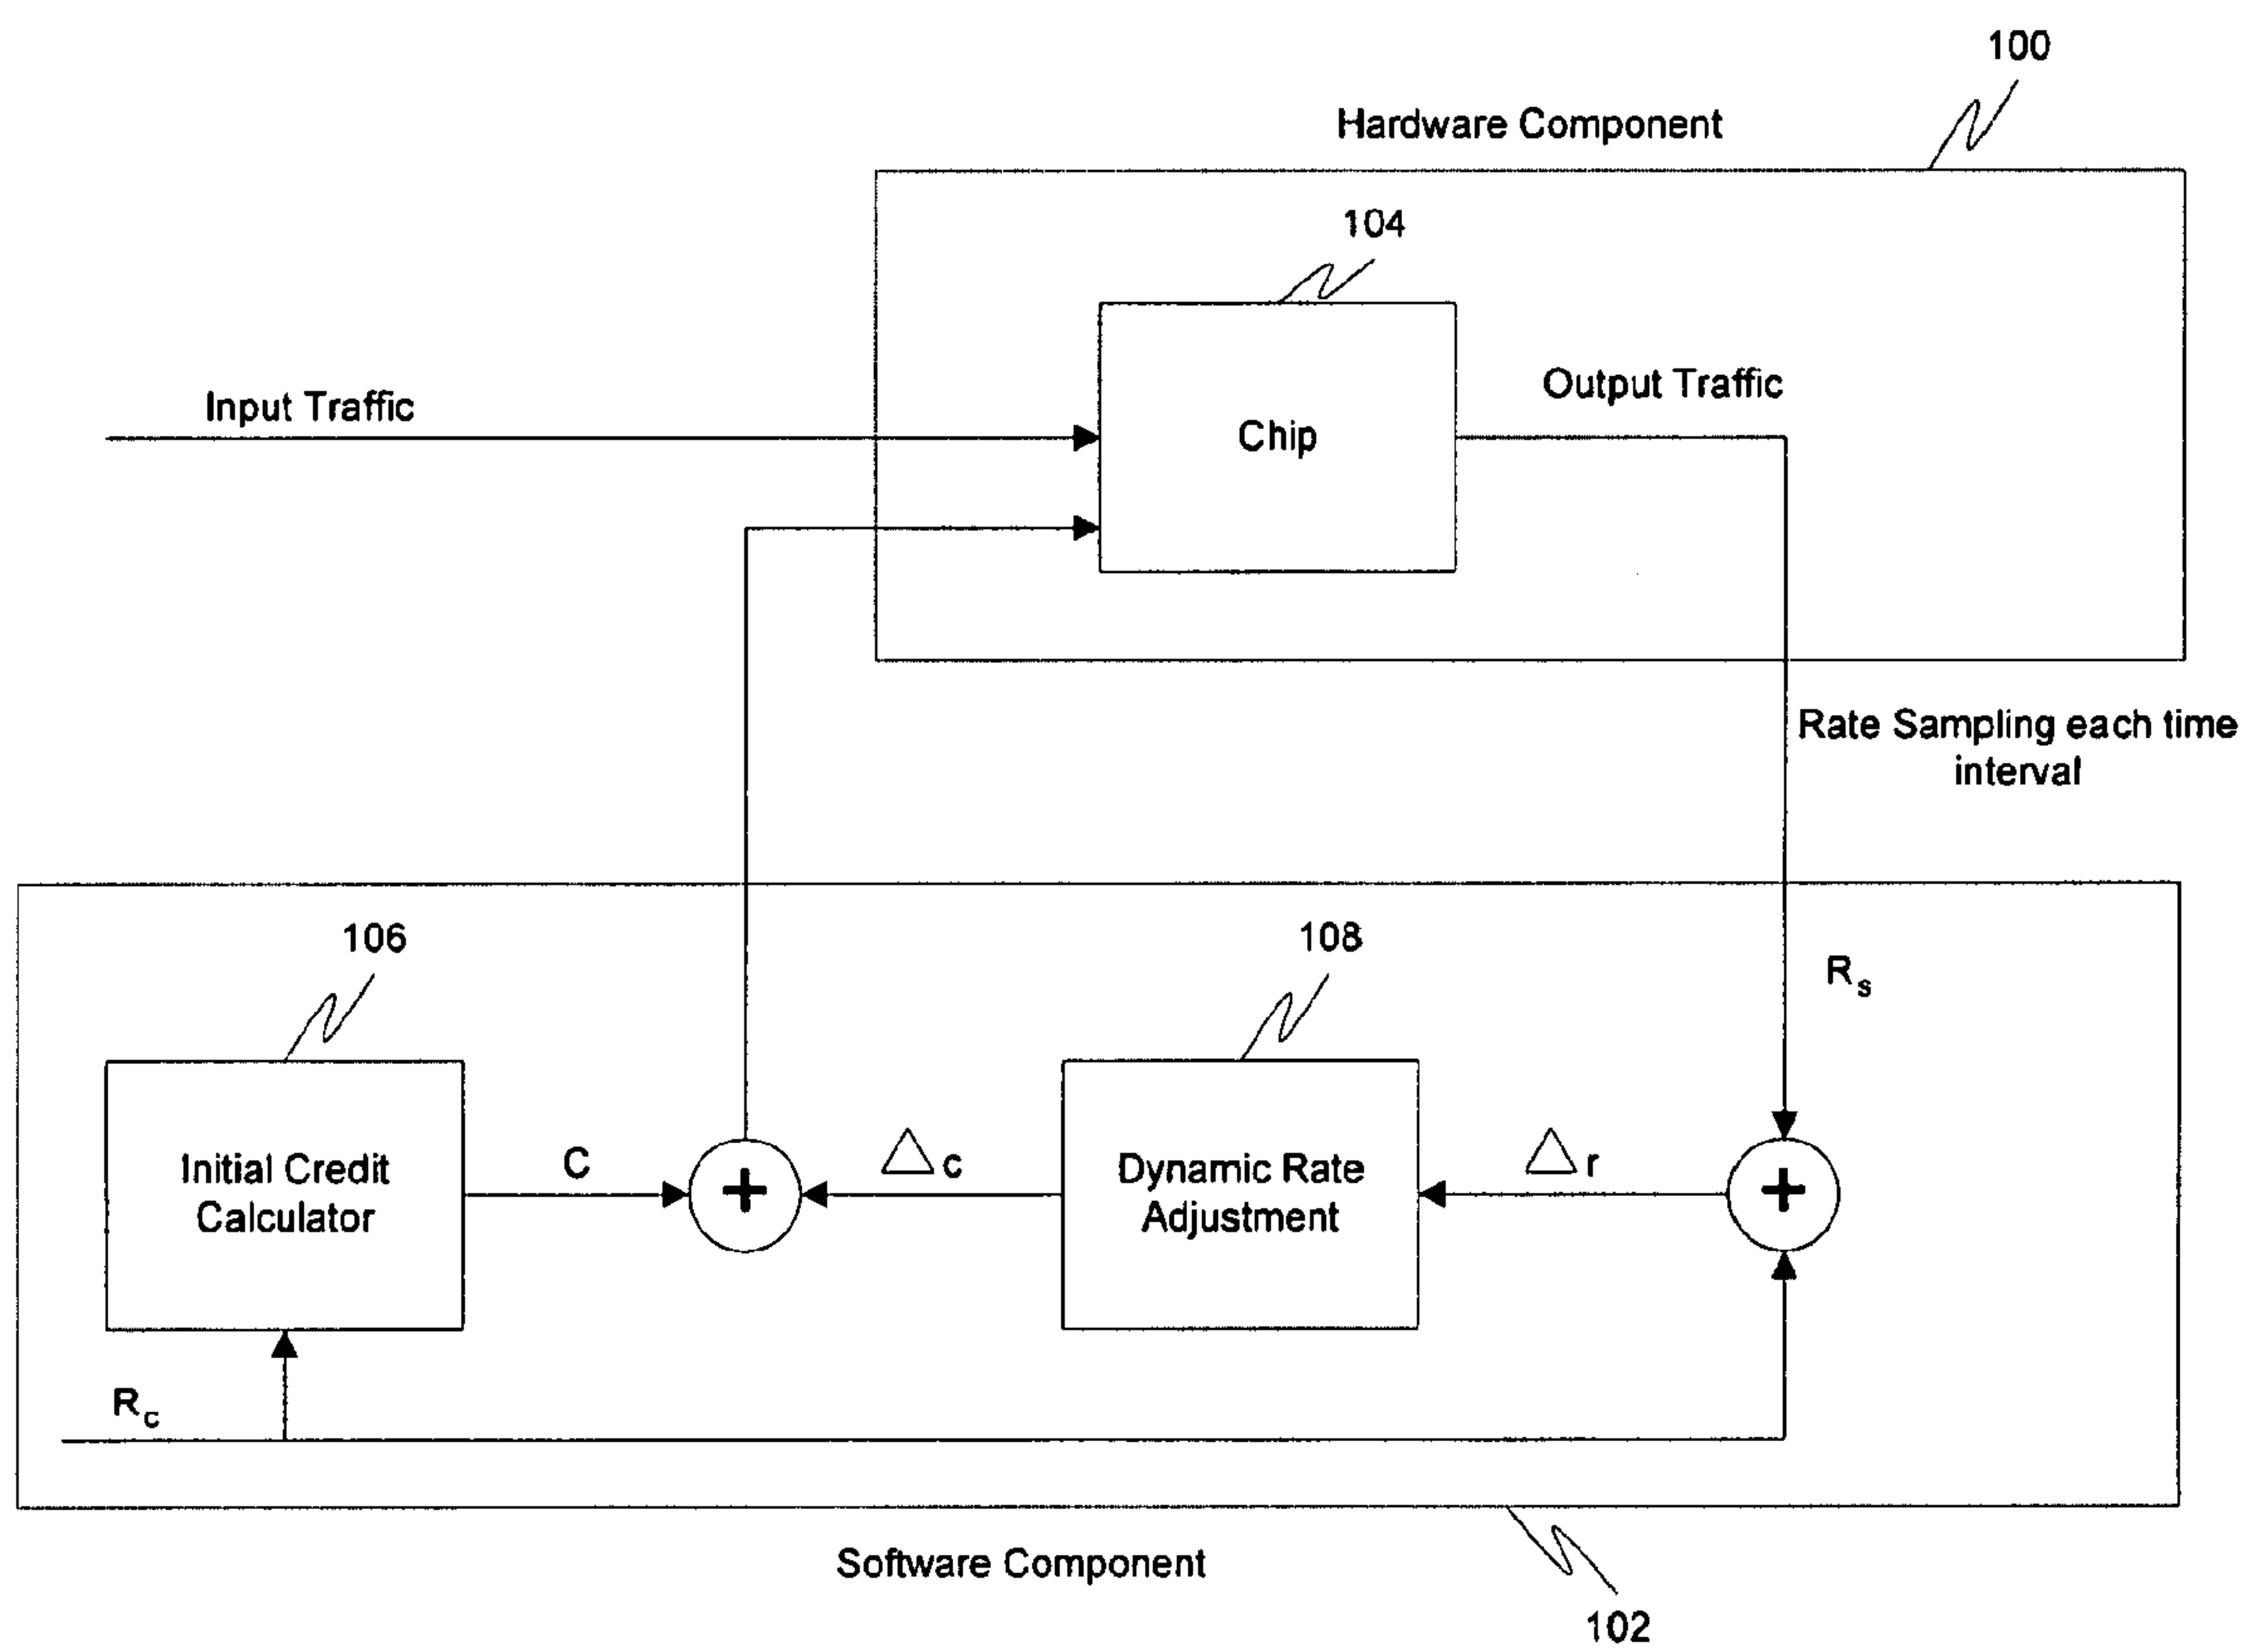 100
Hardware Component
104
Input Traffic
Output Traffic
Chip
Rate Sampling each time
interval
106
108
Rs
Initial Credit
Calculator
C
+
△c
Dynamic Rate
Adjustment
△r
+
Rc
Software Component
102